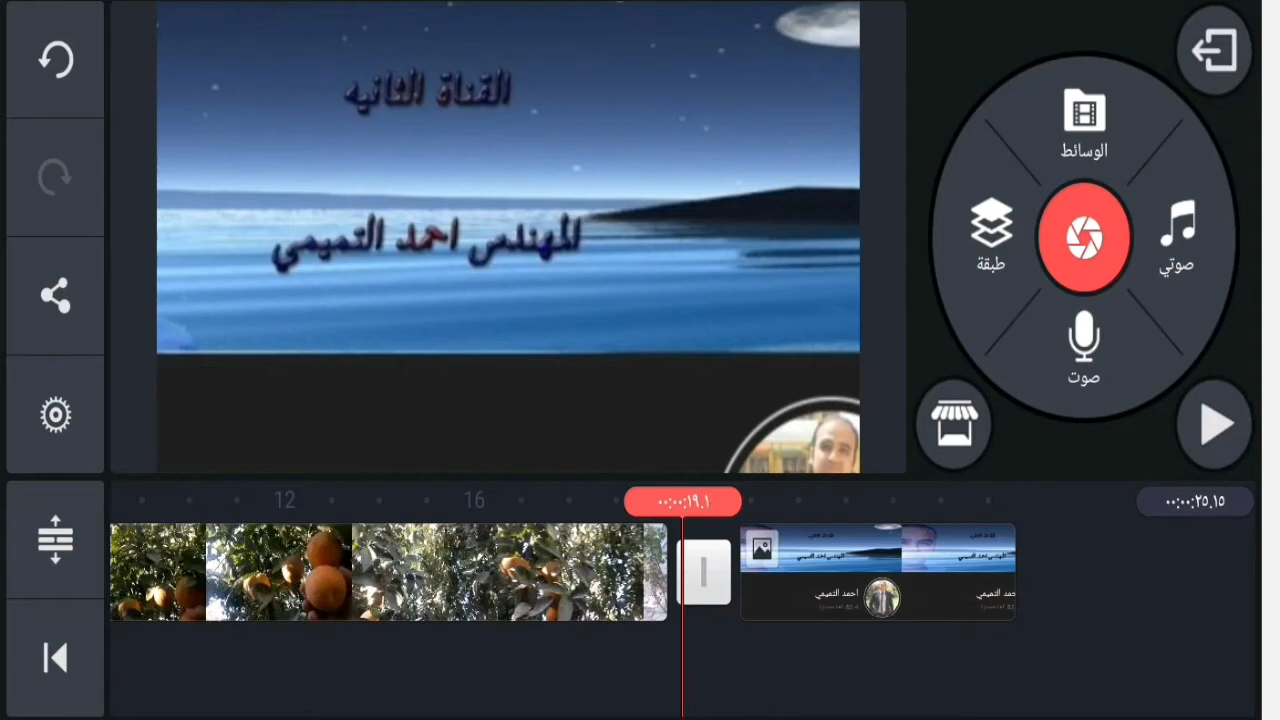 القناة الثانيه
المهندس احمد التميمي
الوسائط
طبقة
صوتي
صوت
12
16
٠٠:٠٠:١٩.١
٠٠:٠٠:٢٥.١٥
احمد التميمي